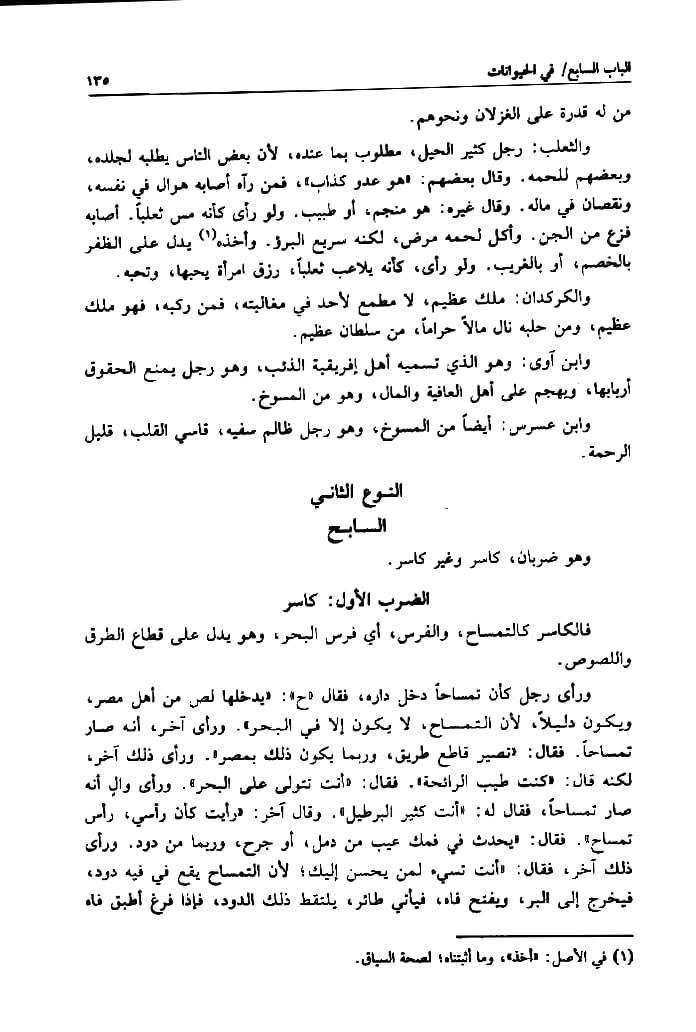 الباب السابع/ في الحيوانات
١٣٥
من له قدرة على الغزلان ونحوهم.
والثعلب: رجل كثير الحيل، مطلوب بما عنده، لأن بعض الناس يطلبه لجلده،
وبعضهم للحمه. وقال بعضهم: «هو عدو كذاب»، فمن رآه أصابه هوال في نفسه،
ونقصان في ماله. وقال غيره: هو منجم، أو طبيب. ولو رأى كأنه مس ثعلباً. أصابه
فزع من الجن. وأكل لحمه مرض، لكنه سريع البرؤ. وأخذه(١) يدل على الظفر
بالخصم، أو بالغريب. ولو رأى، كأنه يلاعب ثعلباً، رزق امرأة يحبها، وتحبه.
والكركدان: ملك عظيم، لا مطمع لأحد في مغالبته، فمن ركبه، فهو ملك
عظيم، ومن حلبه نال مالاً حراماً، من سلطان عظيم.
وابن آوى: وهو الذي تسميه أهل إفريقية الذئب، وهو رجل يمنع الحقوق
أربابها، ويهجم على أهل العافية والمال، وهو من المسوخ.
وابن عسرس: أيضاً من المسوخ، وهو رجل ظالم سفيه، قاسي القلب، قليل
الرحمة.
النوع الثاني
السابح
وهو ضربان، كاسر وغير كاسر.
الضرب الأول: كاسر
فالكاسر كالتمساح، والفرس، أي فرس البحر، وهو يدل على قطاع الطرق
واللصوص.
ورأى رجل كأن تمساحاً دخل داره، فقال «ح»: «يدخلها لص من أهل مصر،
ويكون دليلاً، لأن التمساح، لا يكون إلا في البحر». ورأى آخر، أنه صار
تمساحاً. فقال: «تصير قاطع طريق، وربما يكون ذلك بمصر». ورأى ذلك آخر،
لكنه قال: «كنت طيب الرائحة». فقال: «أنت تتولى على البحر». ورأى والٍ أنه
صار تمساحاً، فقال له: «أنت كثير البرطيل». وقال آخر: «رأيت كأن رأسي، رأس
تمساح». فقال: «يحدث في فمك عيب من دمل، أو جرح، وربما من دود. ورأى
ذلك آخر، فقال: «أنت تسيء لمن يحسن إليك؛ لأن التمساح يقع في فيه دود،
فيخرج إلى البر، ويفتح فاه، فيأتي طائر، يلتقط ذلك الدود، فإذا فرغ أطبق فاه
(١) في الأصل: «أخذ»، وما أثبتناه؛ لصحة السياق.